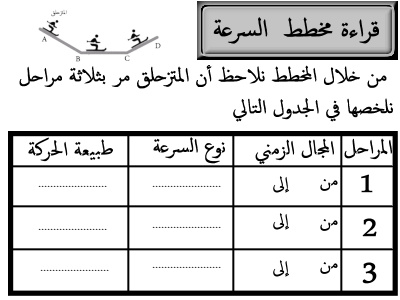 قراءة مخطط السرعة
المتزحلق
A
B
C
D
من خلال المخطط نلاحظ أن المتزحلق مر بثلاثة مراحل
نلخصها في الجدول التالي
المراحل المجال الزمني نوع السرعة طبيعة الحركة
1 من إلى ........................ ........................
2 من إلى ........................ ........................
3 من إلى ........................ ........................